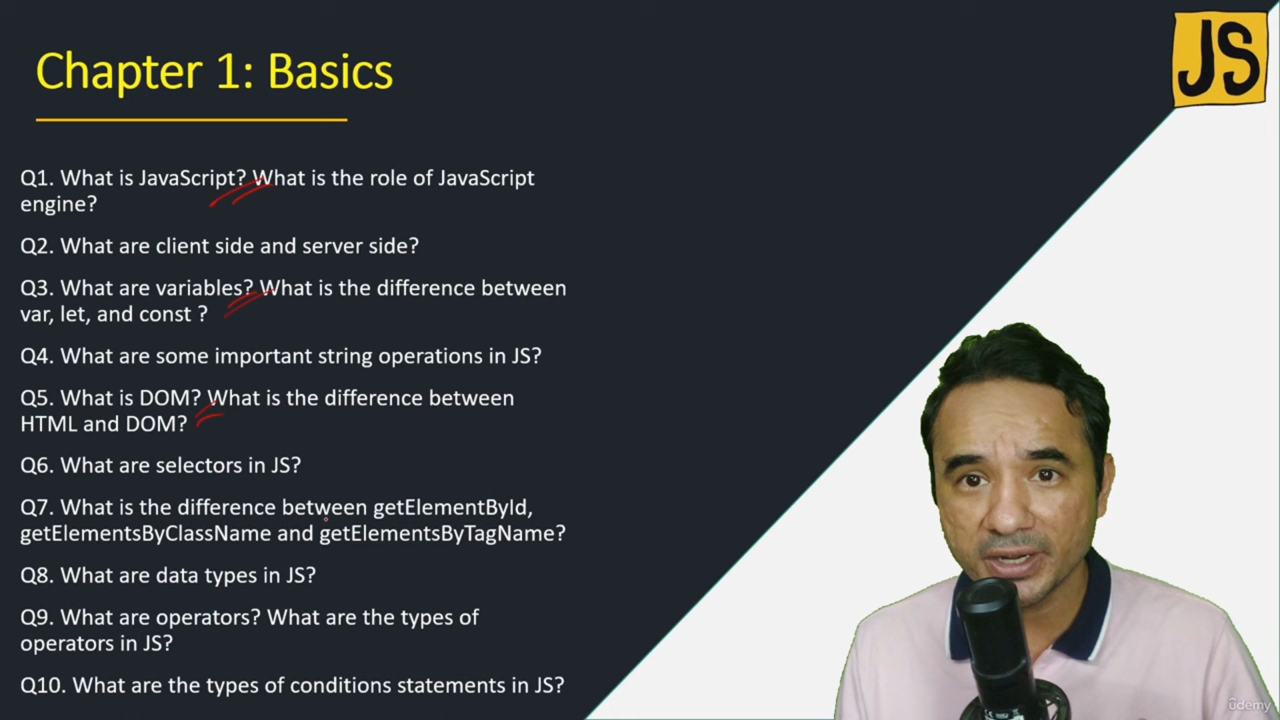 Chapter 1: Basics
JS
Q1. What is JavaScript? What is the role of JavaScript
engine?
Q2. What are client side and server side?
Q3. What are variables? What is the difference between
var, let, and const ?
Q4. What are some important string operations in JS?
Q5. What is DOM? What is the difference between
HTML and DOM?
Q6. What are selectors in JS?
Q7. What is the difference between getElementById,
getElementsByClassName and getElementsByTagName?
Q8. What are data types in JS?
Q9. What are operators? What are the types of
operators in JS?
Q10. What are the types of conditions statements in JS?
ûdemy